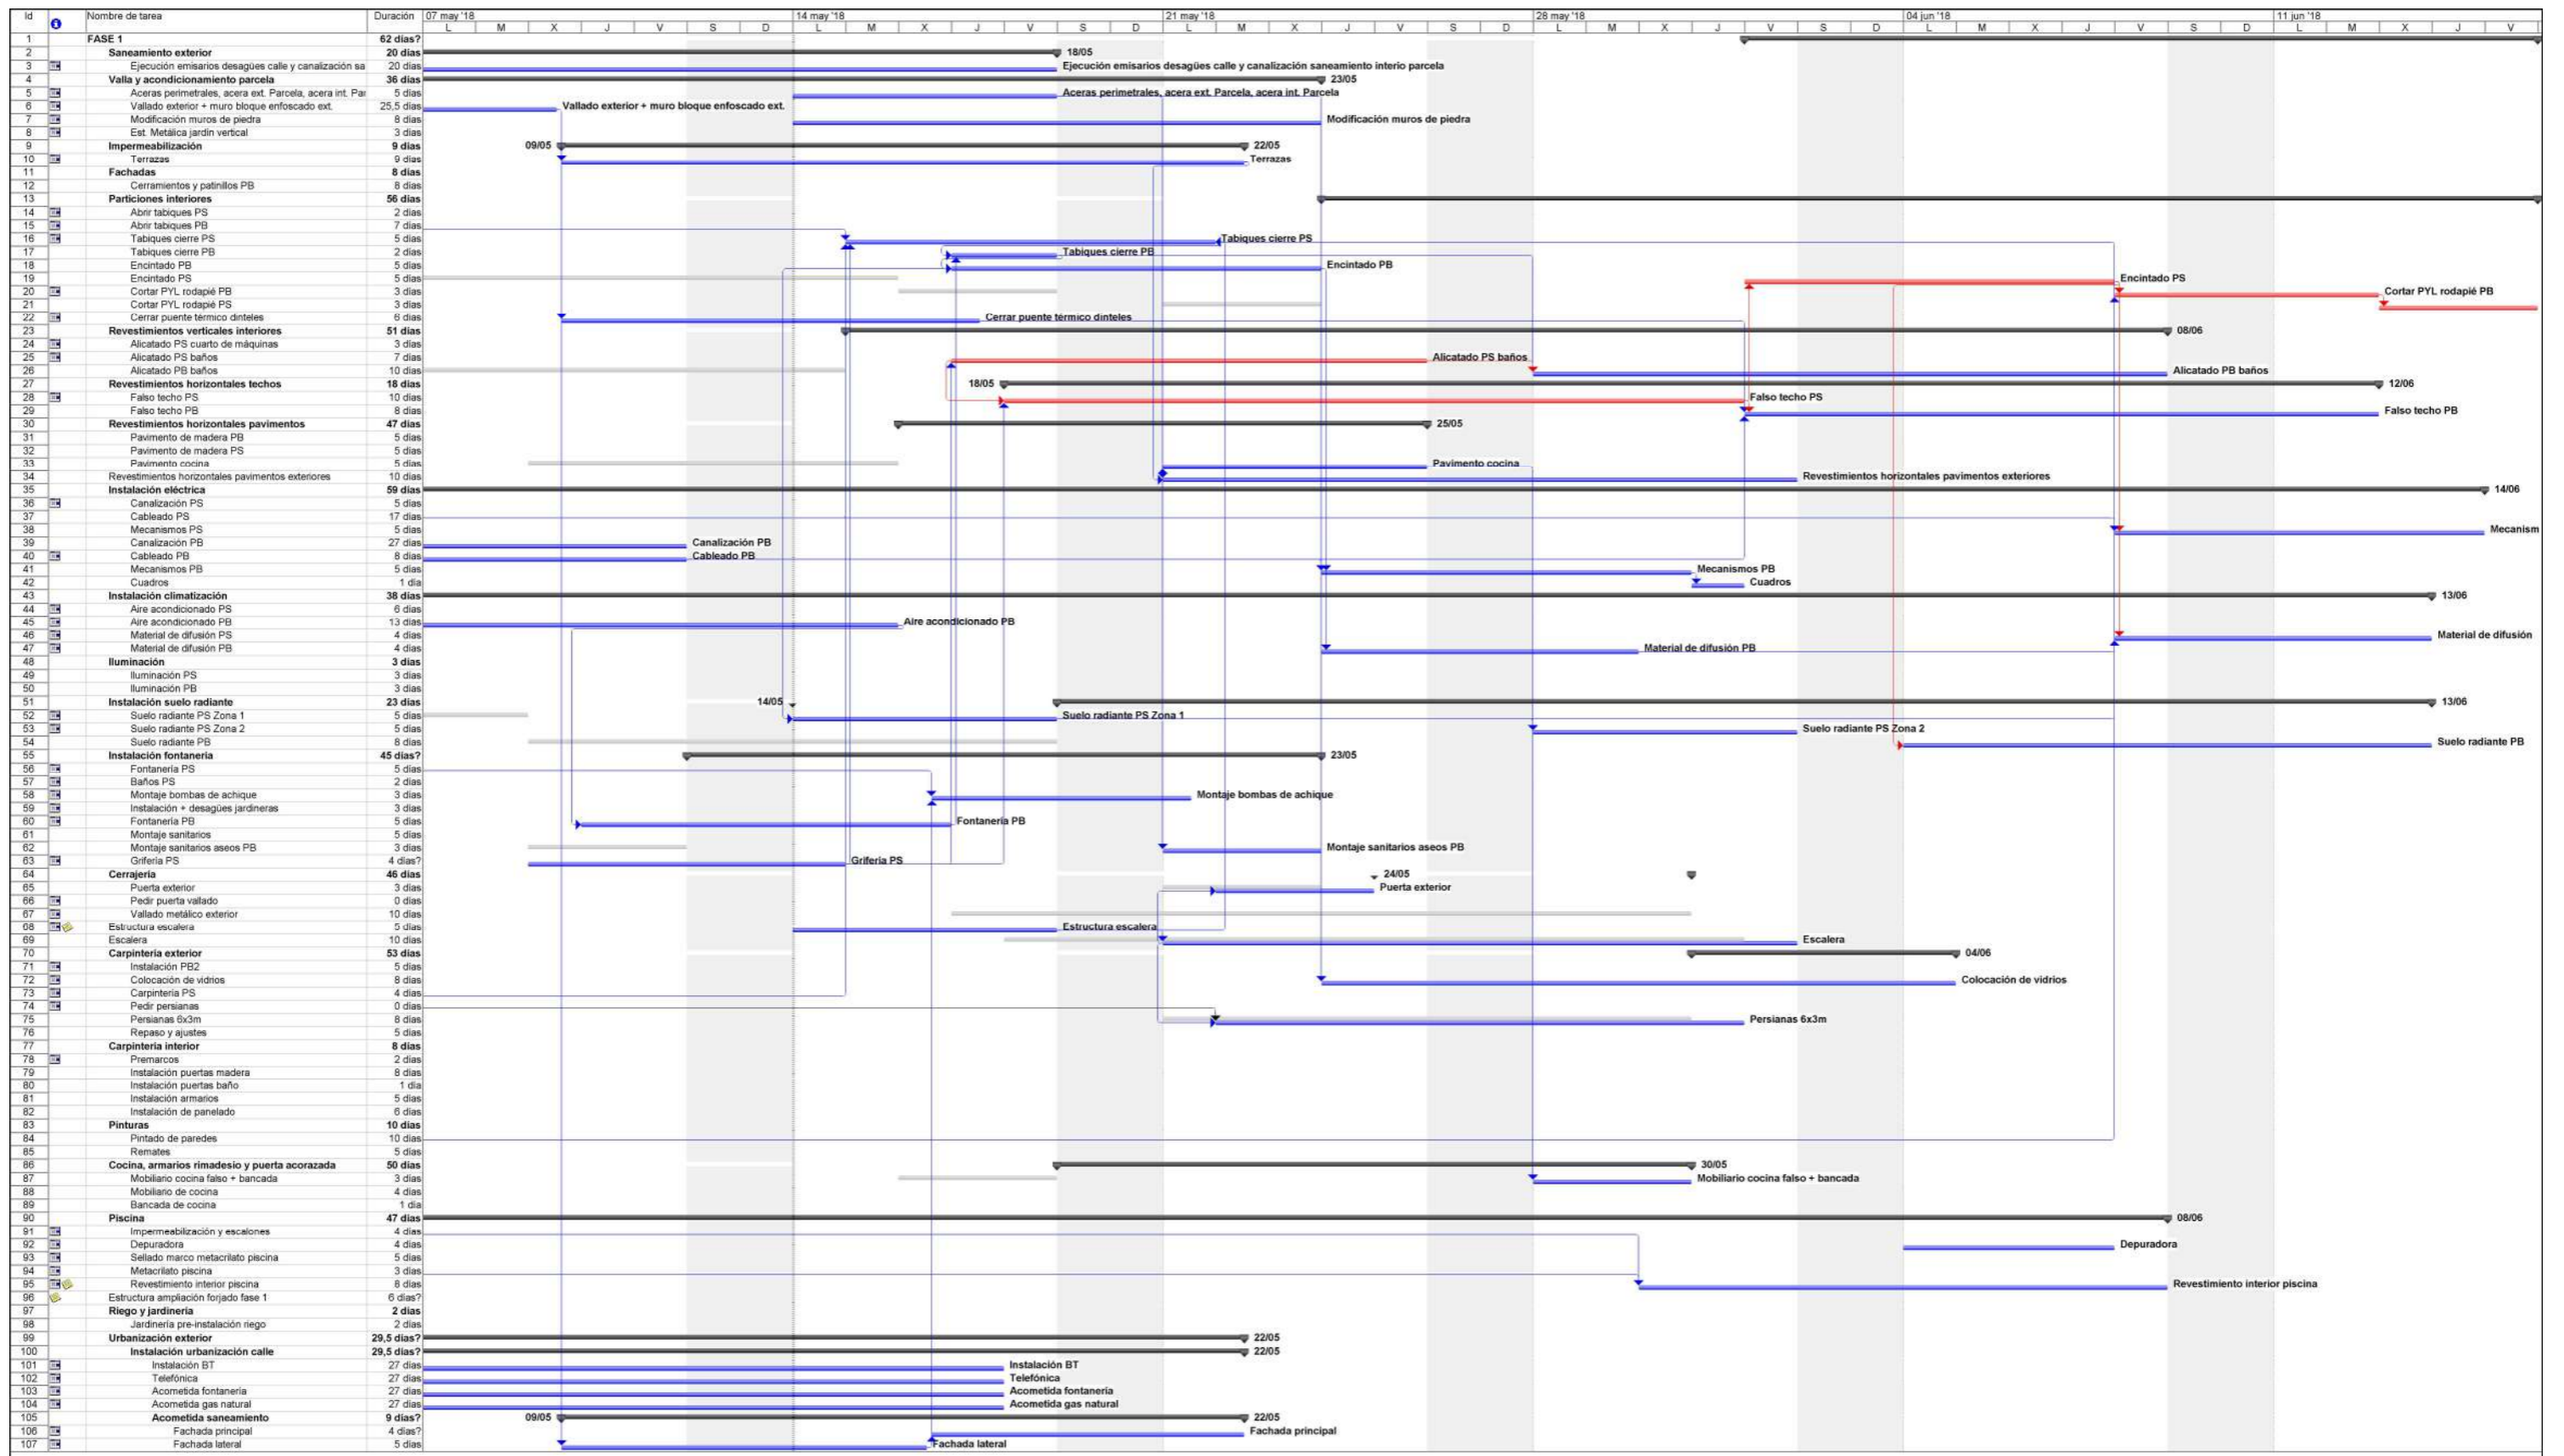 Id Nombre de tarea Duración 07 may '18 14 may '18 21 may '18 28 may '18 04 jun '18 11 jun '18
L M X J V S D L M X J V S D L M X J V S D L M X J V S D L M X J V S D L M X J V
1 FASE 1 62 días?
2 Saneamiento exterior 20 días 18/05
3 Ejecución emisarios desagües calle y canalización sa 20 días Ejecución emisarios desagües calle y canalización saneamiento interio parcela
4 Valla y acondicionamiento parcela 36 días 23/05
5 Aceras perimetrales, acera ext. Parcela, acera int. Par 5 días Aceras perimetrales, acera ext. Parcela, acera int. Parcela
6 Vallado exterior + muro bloque enfoscado ext. 25,5 días Vallado exterior + muro bloque enfoscado ext.
7 Modificación muros de piedra 8 días Modificación muros de piedra
8 Est. Metálica jardín vertical 3 días
9 Impermeabilización 9 días 09/05 22/05
10 Terrazas 9 días Terrazas
11 Fachadas 8 días
12 Cerramientos y patinillos PB 8 días
13 Particiones interiores 56 días
14 Abrir tabiques PS 2 días
15 Abrir tabiques PB 7 días
16 Tabiques cierre PS 5 días Tabiques cierre PS
17 Tabiques cierre PB 2 días Tabiques cierre PB
18 Encintado PB 5 días Encintado PB
19 Encintado PS 5 días Encintado PS
20 Cortar PYL rodapié PB 3 días Cortar PYL rodapié PB
21 Cortar PYL rodapié PS 3 días
22 Cerrar puente térmico dinteles 6 días Cerrar puente térmico dinteles
23 Revestimientos verticales interiores 51 días 08/06
24 Alicatado PS cuarto de máquinas 3 días
25 Alicatado PS baños 7 días Alicatado PS baños
26 Alicatado PB baños 10 días Alicatado PB baños
27 Revestimientos horizontales techos 18 días 18/05 12/06
28 Falso techo PS 10 días Falso techo PS
29 Falso techo PB 8 días Falso techo PB
30 Revestimientos horizontales pavimentos 47 días 25/05
31 Pavimento de madera PB 5 días
32 Pavimento de madera PS 5 días
33 Pavimento cocina 5 días Pavimento cocina
34 Revestimientos horizontales pavimentos exteriores 10 días Revestimientos horizontales pavimentos exteriores
35 Instalación eléctrica 59 días 14/06
36 Canalización PS 5 días
37 Cableado PS 17 días
38 Mecanismos PS 5 días Mecanism
39 Canalización PB 27 días Canalización PB
40 Cableado PB 8 días Cableado PB
41 Mecanismos PB 5 días Mecanismos PB
42 Cuadros 1 día Cuadros
43 Instalación climatización 38 días 13/06
44 Aire acondicionado PS 6 días
45 Aire acondicionado PB 13 días Aire acondicionado PB
46 Material de difusión PS 4 días Material de difusión
47 Material de difusión PB 4 días Material de difusión PB
48 Iluminación 3 días
49 Iluminación PS 3 días
50 Iluminación PB 3 días
51 Instalación suelo radiante 23 días 14/05 13/06
52 Suelo radiante PS Zona 1 5 días Suelo radiante PS Zona 1
53 Suelo radiante PS Zona 2 5 días Suelo radiante PS Zona 2
54 Suelo radiante PB 8 días Suelo radiante PB
55 Instalación fontanería 45 días? 23/05
56 Fontanería PS 5 días
57 Baños PS 2 días
58 Montaje bombas de achique 3 días Montaje bombas de achique
59 Instalación + desagües jardineras 3 días
60 Fontanería PB 5 días Fontanería PB
61 Montaje sanitarios 5 días
62 Montaje sanitarios aseos PB 3 días Montaje sanitarios aseos PB
63 Grifería PS 4 días? Grifería PS
64 Cerrajería 46 días 24/05
65 Puerta exterior 3 días Puerta exterior
66 Pedir puerta vallado 0 días
67 Vallado metálico exterior 10 días
68 Estructura escalera 5 días Estructura escalera
69 Escalera 10 días Escalera
70 Carpintería exterior 53 días 04/06
71 Instalación PB2 5 días
72 Colocación de vidrios 8 días Colocación de vidrios
73 Carpintería PS 4 días
74 Pedir persianas 0 días
75 Persianas 6x3m 8 días Persianas 6x3m
76 Repaso y ajustes 5 días
77 Carpintería interior 8 días
78 Premarcos 2 días
79 Instalación puertas madera 8 días
80 Instalación puertas baño 1 día
81 Instalación armarios 5 días
82 Instalación de panelado 6 días
83 Pinturas 10 días
84 Pintado de paredes 10 días
85 Remates 5 días
86 Cocina, armarios rimadesio y puerta acorazada 50 días 30/05
87 Mobiliario cocina falso + bancada 3 días Mobiliario cocina falso + bancada
88 Mobiliario de cocina 4 días
89 Bancada de cocina 1 día
90 Piscina 47 días 08/06
91 Impermeabilización y escalones 4 días
92 Depuradora 4 días Depuradora
93 Sellado marco metacrilato piscina 5 días
94 Metacrilato piscina 3 días
95 Revestimiento interior piscina 8 días Revestimiento interior piscina
96 Estructura ampliación forjado fase 1 6 días?
97 Riego y jardinería 2 días
98 Jardinería pre-instalación riego 2 días
99 Urbanización exterior 29,5 días? 22/05
100 Instalación urbanización calle 29,5 días? 22/05
101 Instalación BT 27 días Instalación BT
102 Telefónica 27 días Telefónica
103 Acometida fontanería 27 días Acometida fontanería
104 Acometida gas natural 27 días Acometida gas natural
105 Acometida saneamiento 9 días? 09/05 22/05
106 Fachada principal 4 días? Fachada principal
107 Fachada lateral 5 días Fachada lateral